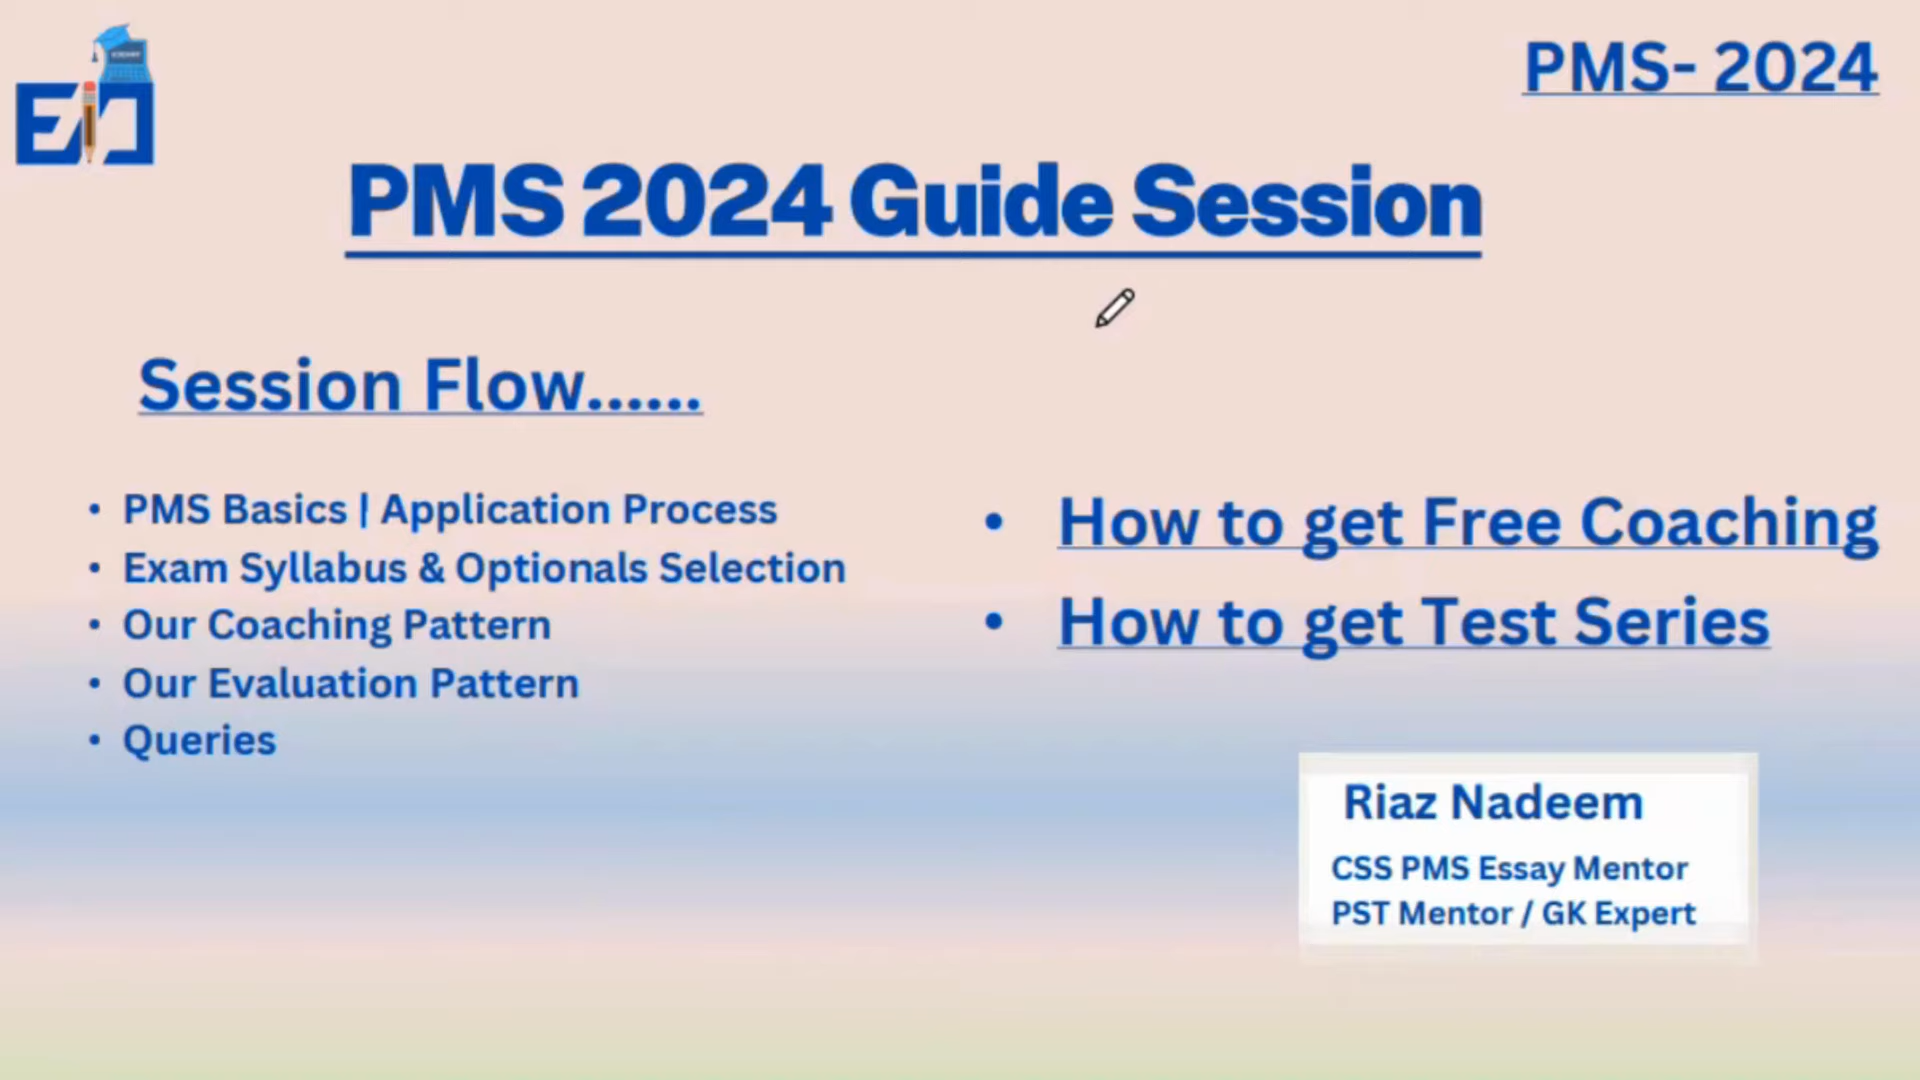 PMS- 2024
PMS 2024 Guide Session
Session Flow......
• PMS Basics | Application Process
• Exam Syllabus & Optionals Selection
• Our Coaching Pattern
• Our Evaluation Pattern
• Queries
• How to get Free Coaching
• How to get Test Series
Riaz Nadeem
CSS PMS Essay Mentor
PST Mentor / GK Expert